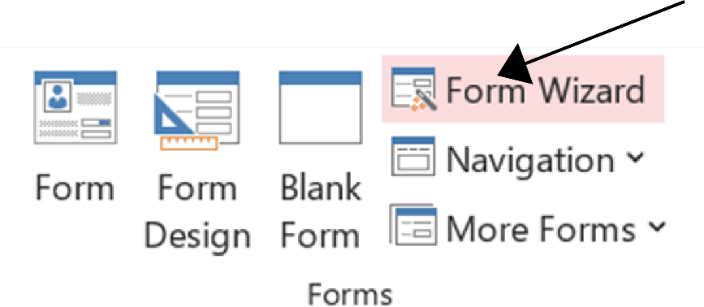 Form
Form
Design
Blank
Form
Form Wizard
Navigation
More Forms
Forms